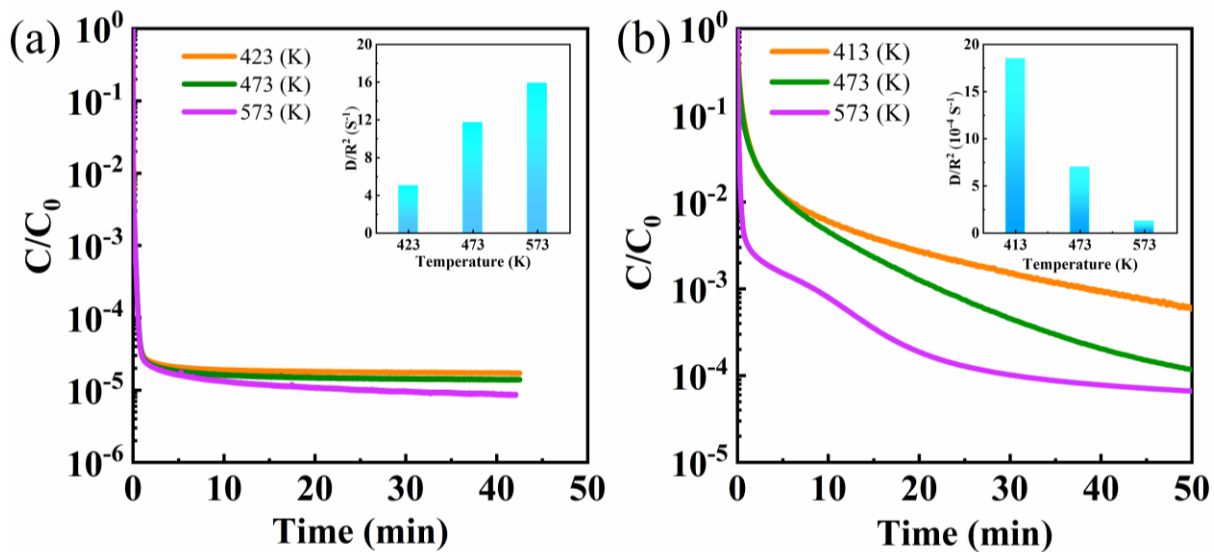 (a)
10^0
10^-1
10^-2
10^-3
10^-4
10^-5
10^-6
C/C_0
423 (K)
473 (K)
573 (K)
20
16
12
8
4
0
D/R^2 (S^-1)
423 473 573
Temperature (K)
0 10 20 30 40 50
Time (min)
(b)
10^0
10^-1
10^-2
10^-3
10^-4
10^-5
C/C_0
413 (K)
473 (K)
573 (K)
20
15
10
5
0
D/R^2 (10^-4 S^-1)
413 473 573
Temperature (K)
0 10 20 30 40 50
Time (min)